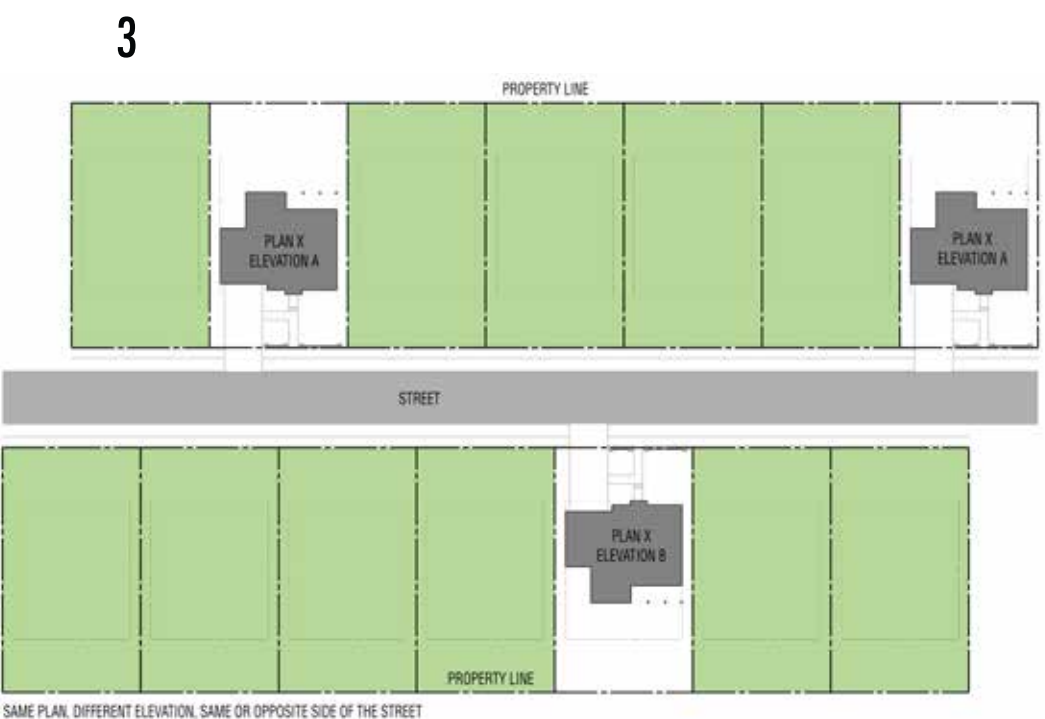 3
PROPERTY LINE
PLAN X
ELEVATION A
PLAN X
ELEVATION A
STREET
PLAN X
ELEVATION B
PROPERTY LINE
SAME PLAN, DIFFERENT ELEVATION, SAME OR OPPOSITE SIDE OF THE STREET